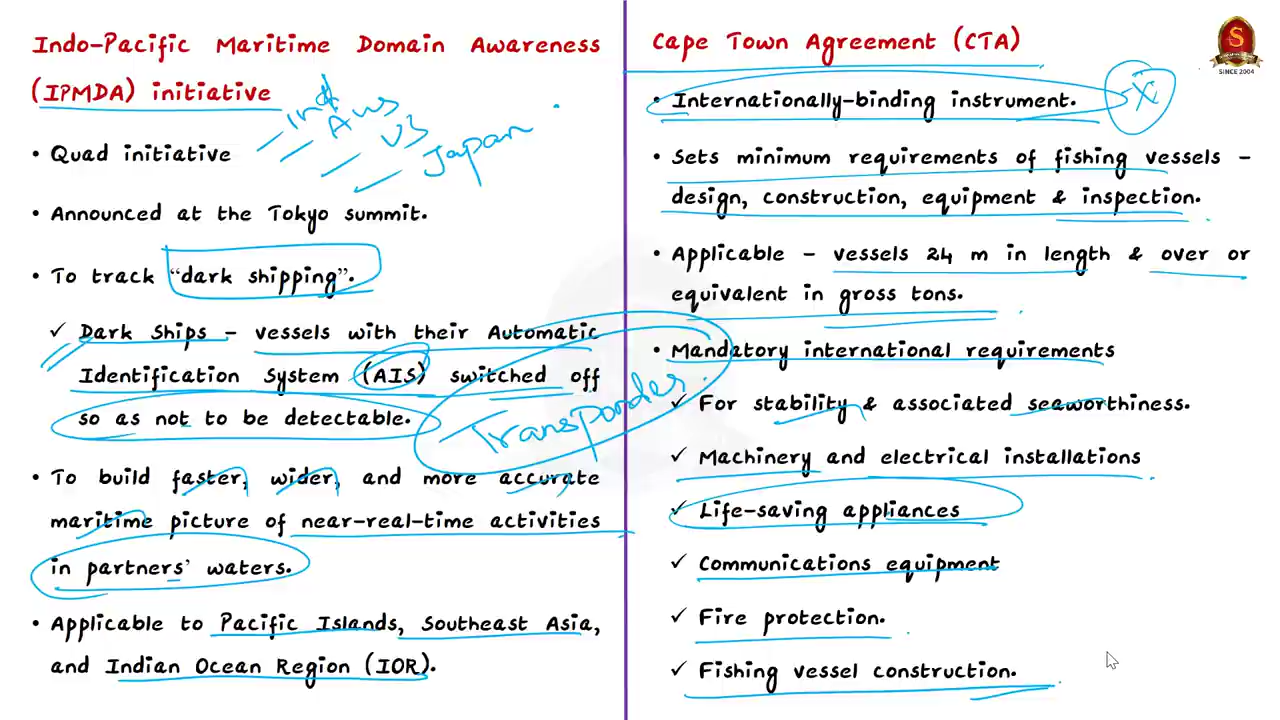 Indo-Pacific Maritime Domain Awareness
(IPMDA) initiative
Ind
Aus
US
Japan
• Quad initiative
• Announced at the Tokyo summit.
• To track “dark shipping”.
✓ Dark Ships – vessels with their Automatic
Identification System (AIS) switched off
so as not to be detectable.
Transponder
• To build faster, wider, and more accurate
maritime picture of near-real-time activities
in partners’ waters.
• Applicable to Pacific Islands, Southeast Asia,
and Indian Ocean Region (IOR).
Cape Town Agreement (CTA)
S
SINCE 2004
• Internationally-binding instrument.
• Sets minimum requirements of fishing vessels –
design, construction, equipment & inspection.
• Applicable – vessels 24 m in length & over or
equivalent in gross tons.
• Mandatory international requirements
✓ For stability & associated seaworthiness.
✓ Machinery and electrical installations
✓ Life-saving appliances
✓ Communications equipment
✓ Fire protection.
✓ Fishing vessel construction.